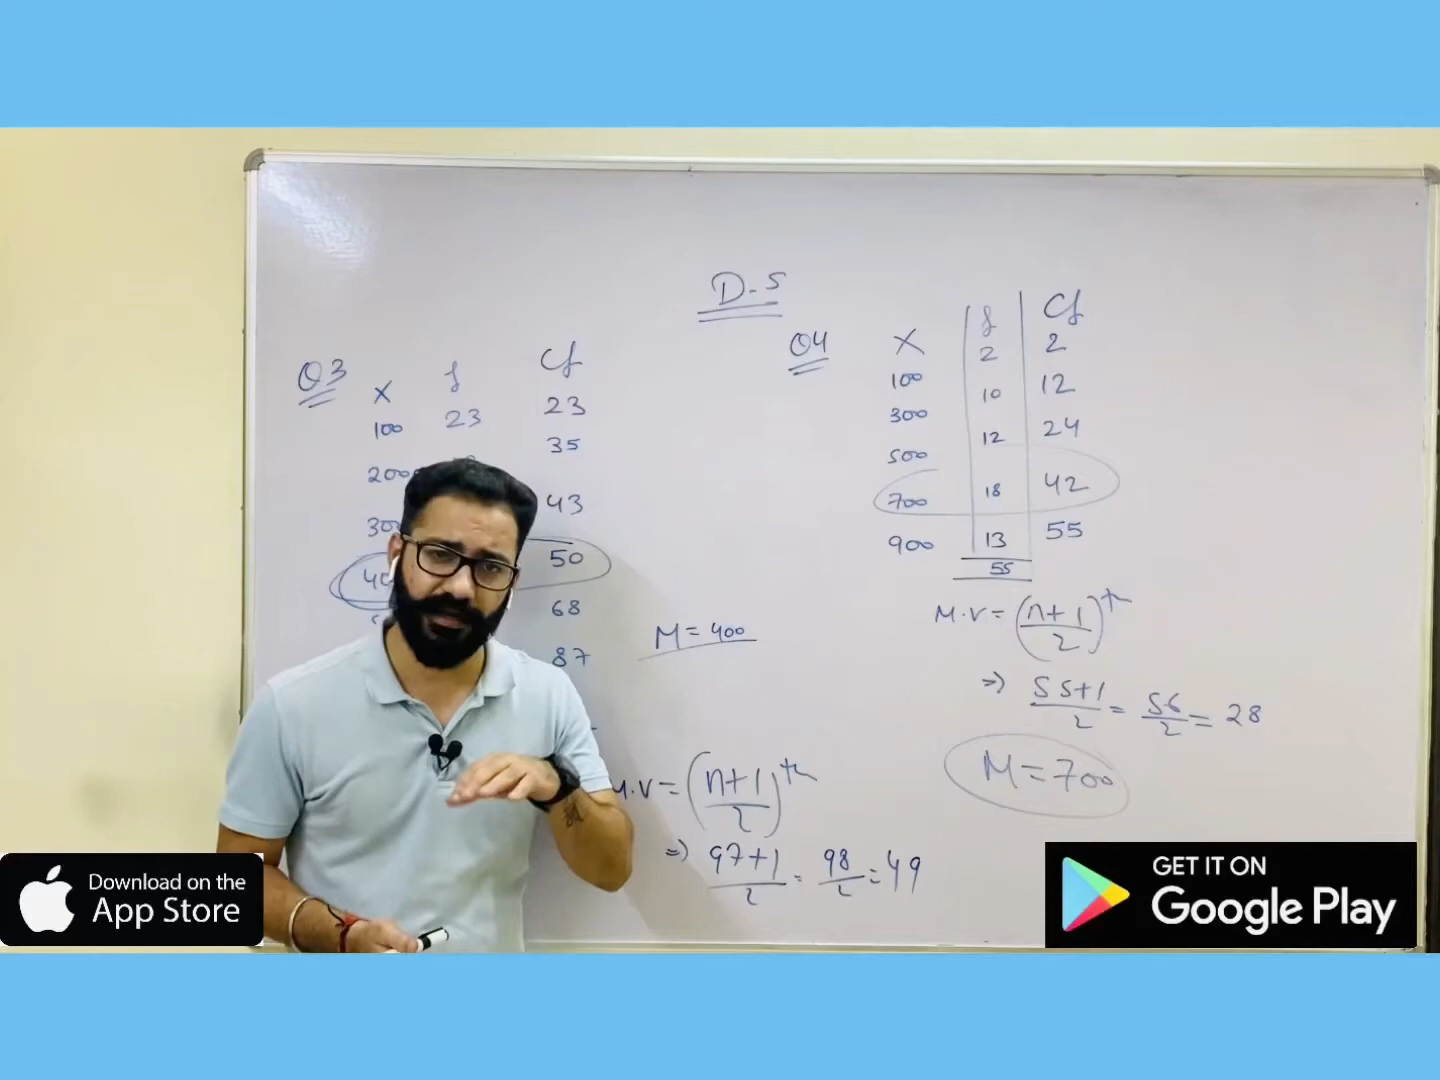 D-S
Q3
X f Cf
100 23 23
2000 35
300 43
40 50
68
87
M = 400
M.V = (n+1/2)th
=> 97+1/2 = 98/2 = 49
Q4
X f Cf
100 2 2
300 10 12
500 12 24
700 18 42
900 13 55
55
M.V = (n+1/2)th
=> 55+1/2 = 56/2 = 28
M = 700
Download on the
App Store
GET IT ON
Google Play